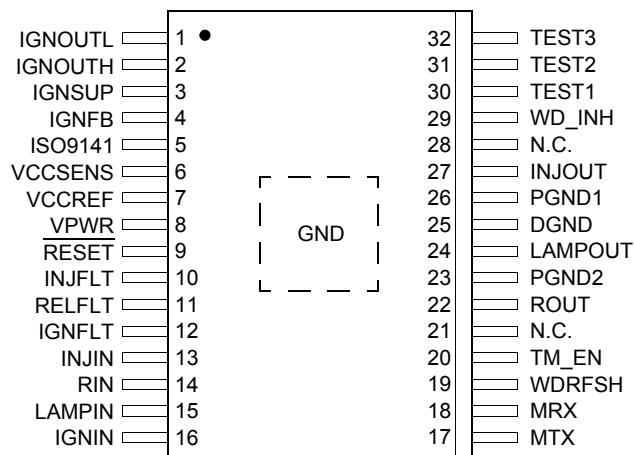 IGNOUTL 1 32 TEST3
IGNOUTH 2 31 TEST2
IGNSUP 3 30 TEST1
IGNFB 4 29 WD_INH
ISO9141 5 28 N.C.
VCCSENS 6 27 INJOUT
VCCREF 7 26 PGND1
VPWR 8 25 DGND
RESET 9 24 LAMPOUT
INJFLT 10 23 PGND2
RELFLT 11 22 ROUT
IGNFLT 12 21 N.C.
INJIN 13 20 TM_EN
RIN 14 19 WDRFSH
LAMPIN 15 18 MRX
IGNIN 16 17 MTX
GND